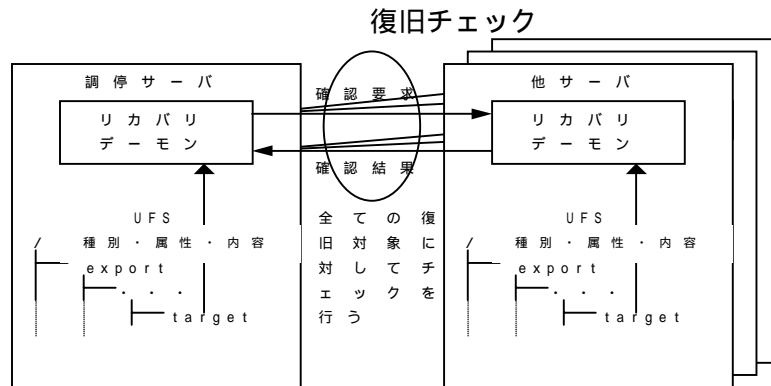 復旧チェック
調停サーバ
リカバリ
デーモン
UFS
/ 種別・属性・内容
export
・・・
target
確認要求
確認結果
全ての復
旧対象に
対してチ
ェックを
行う
他サーバ
リカバリ
デーモン
UFS
/ 種別・属性・内容
export
・・・
target